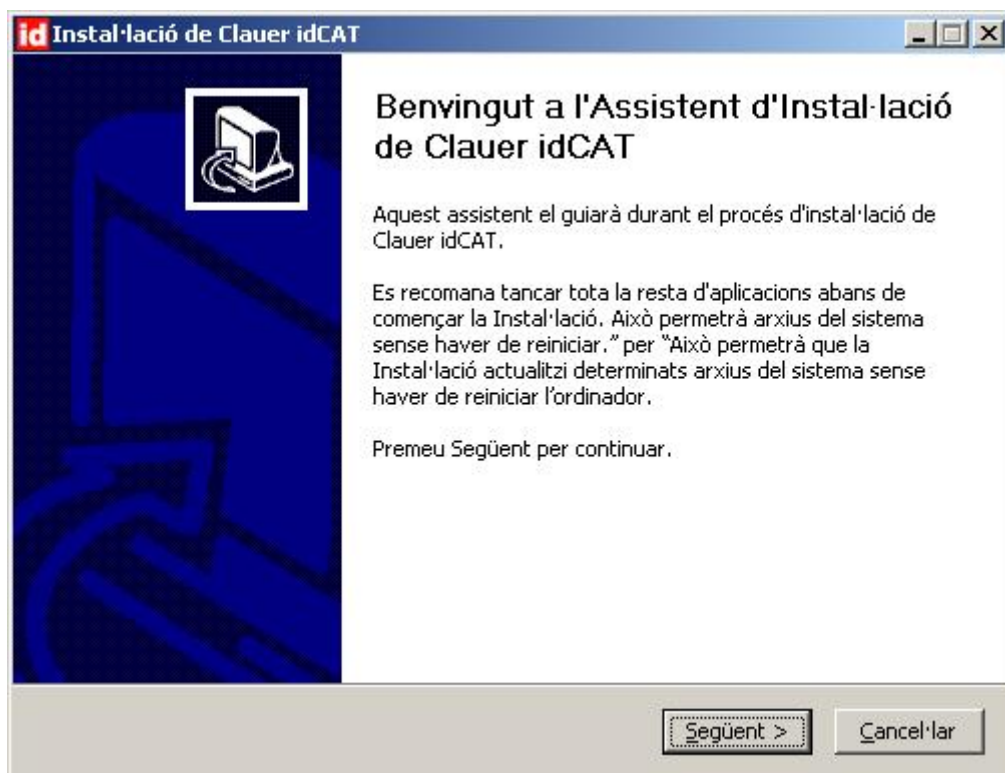 id Instal·lació de Clauer idCAT
Benvingut a l'Assistent d'Instal·lació
de Clauer idCAT
Aquest assistent el guiarà durant el procés d'instal·lació de
Clauer idCAT.
Es recomana tancar tota la resta d'aplicacions abans de
començar la Instal·lació. Això permetrà arxius del sistema
sense haver de reiniciar.” per “Això permetrà que la
Instal·lació actualitzi determinats arxius del sistema sense
haver de reiniciar l’ordinador.
Premeu Següent per continuar.
Següent > Cancel·lar